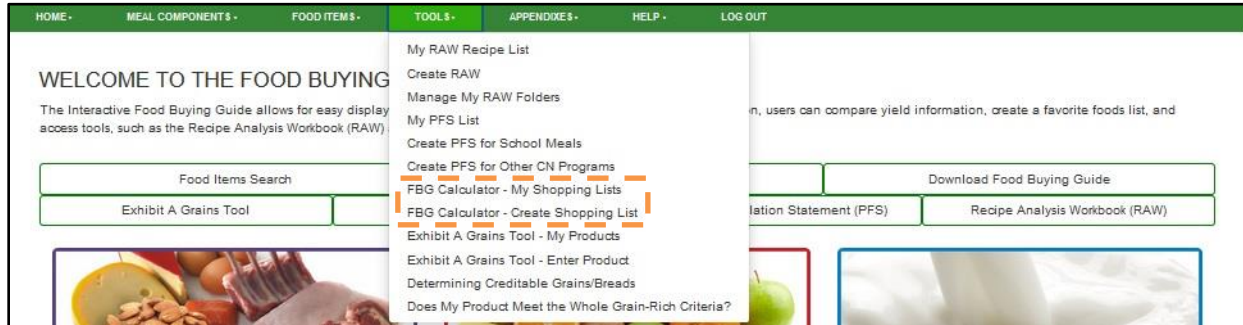 HOME MEAL COMPONENTS FOOD ITEMS TOOLS APPENDIXES HELP LOG OUT
My RAW Recipe List
Create RAW
Manage My RAW Folders
My PFS List
Create PFS for School Meals
Create PFS for Other CN Programs
FBG Calculator - My Shopping Lists
FBG Calculator - Create Shopping List
Exhibit A Grains Tool - My Products
Exhibit A Grains Tool - Enter Product
Determining Creditable Grains/Breads
Does My Product Meet the Whole Grain-Rich Criteria?
WELCOME TO THE FOOD BUYING
The Interactive Food Buying Guide allows for easy display n, users can compare yield information, create a favorite foods list, and
access tools, such as the Recipe Analysis Workbook (RAW)
Food Items Search Download Food Buying Guide
Exhibit A Grains Tool lation Statement (PFS) Recipe Analysis Workbook (RAW)